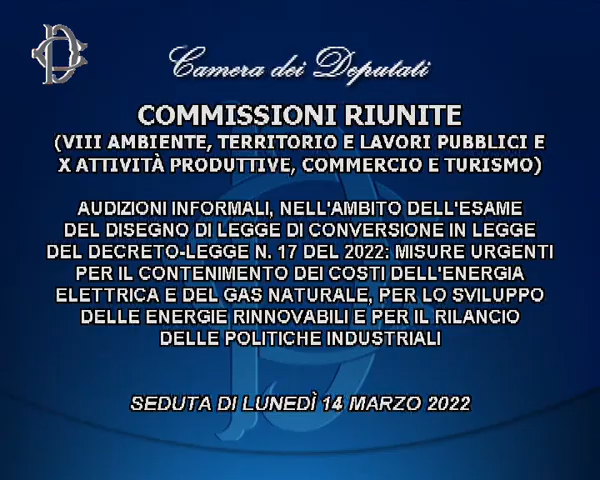 Camera dei Deputati
COMMISSIONI RIUNITE
(VIII AMBIENTE, TERRITORIO E LAVORI PUBBLICI E
X ATTIVITÀ PRODUTTIVE, COMMERCIO E TURISMO)
AUDIZIONI INFORMALI, NELL'AMBITO DELL'ESAME
DEL DISEGNO DI LEGGE DI CONVERSIONE IN LEGGE
DEL DECRETO-LEGGE N. 17 DEL 2022: MISURE URGENTI
PER IL CONTENIMENTO DEI COSTI DELL'ENERGIA
ELETTRICA E DEL GAS NATURALE, PER LO SVILUPPO
DELLE ENERGIE RINNOVABILI E PER IL RILANCIO
DELLE POLITICHE INDUSTRIALI
SEDUTA DI LUNEDÌ 14 MARZO 2022